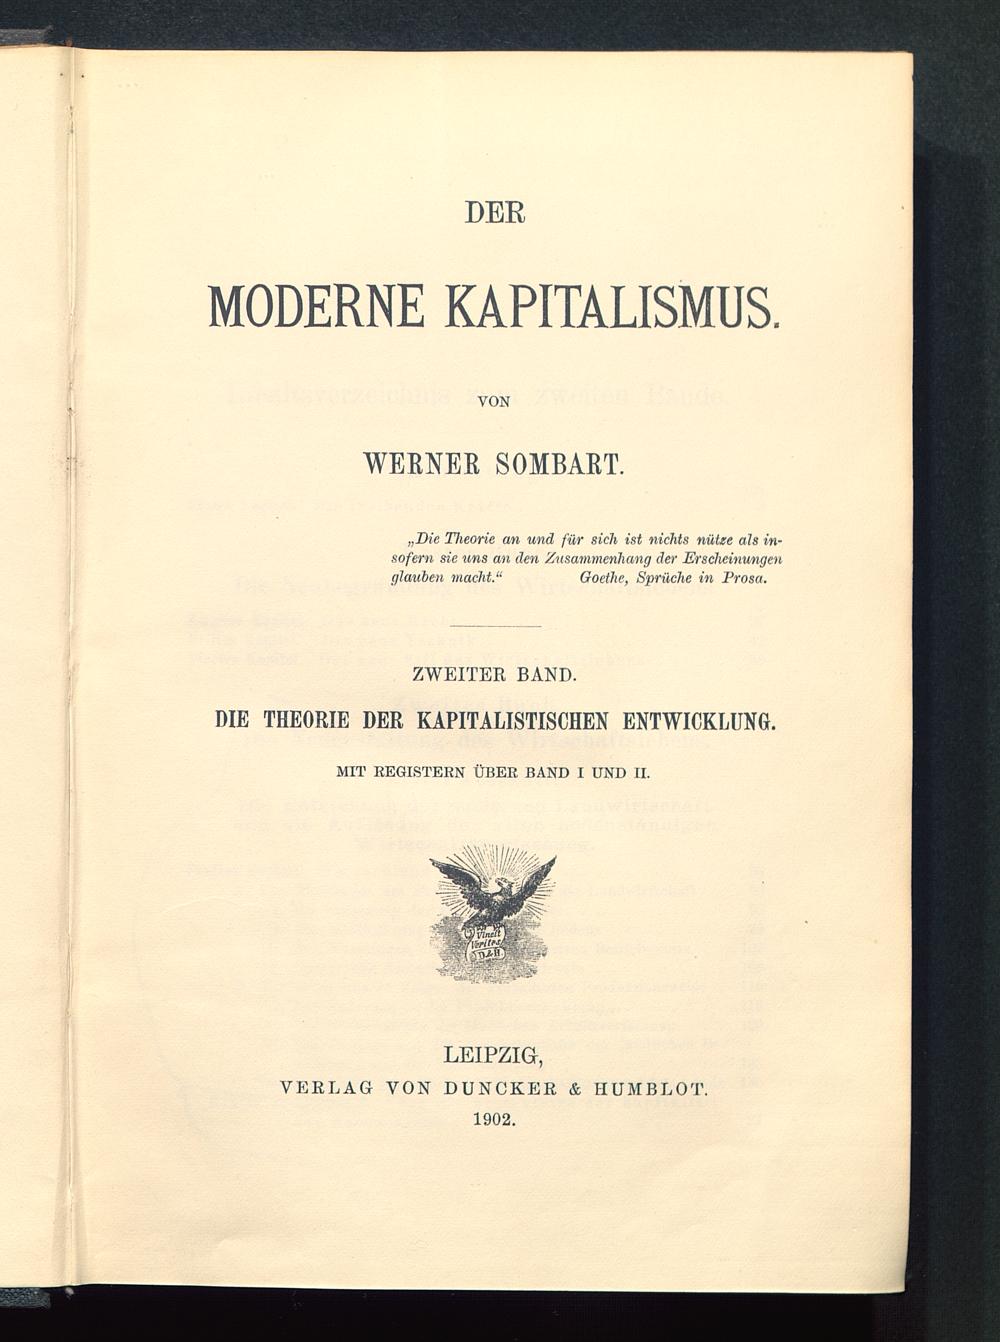 DER
MODERNE KAPITALISMUS.
VON
WERNER SOMBART.
„Die Theorie an und für sich ist nichts nütze als in-
sofern sie uns an den Zusammenhang der Erscheinungen
glauben macht.“ Goethe, Sprüche in Prosa.
ZWEITER BAND.
DIE THEORIE DER KAPITALISTISCHEN ENTWICKLUNG.
MIT REGISTERN ÜBER BAND I UND II.
Vincit
Veritas
D&H
LEIPZIG,
VERLAG VON DUNCKER & HUMBLOT.
1902.